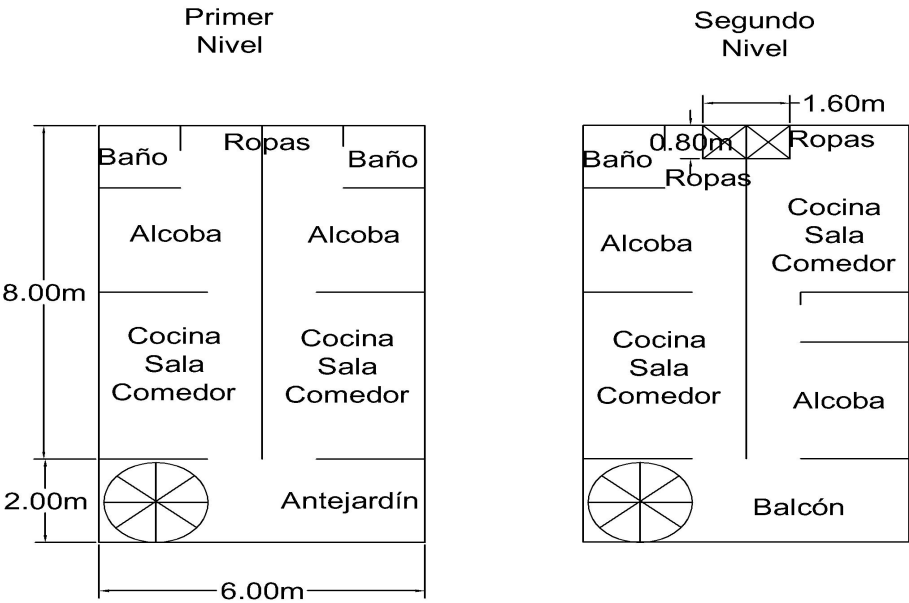 Primer
Nivel
Ropas
Baño
Baño
Alcoba
Alcoba
8.00m
Cocina
Sala
Comedor
Cocina
Sala
Comedor
2.00m
Antejardín
6.00m
Segundo
Nivel
1.60m
0.80m
Ropas
Baño
Ropas
Cocina
Sala
Comedor
Alcoba
Cocina
Sala
Comedor
Alcoba
Balcón